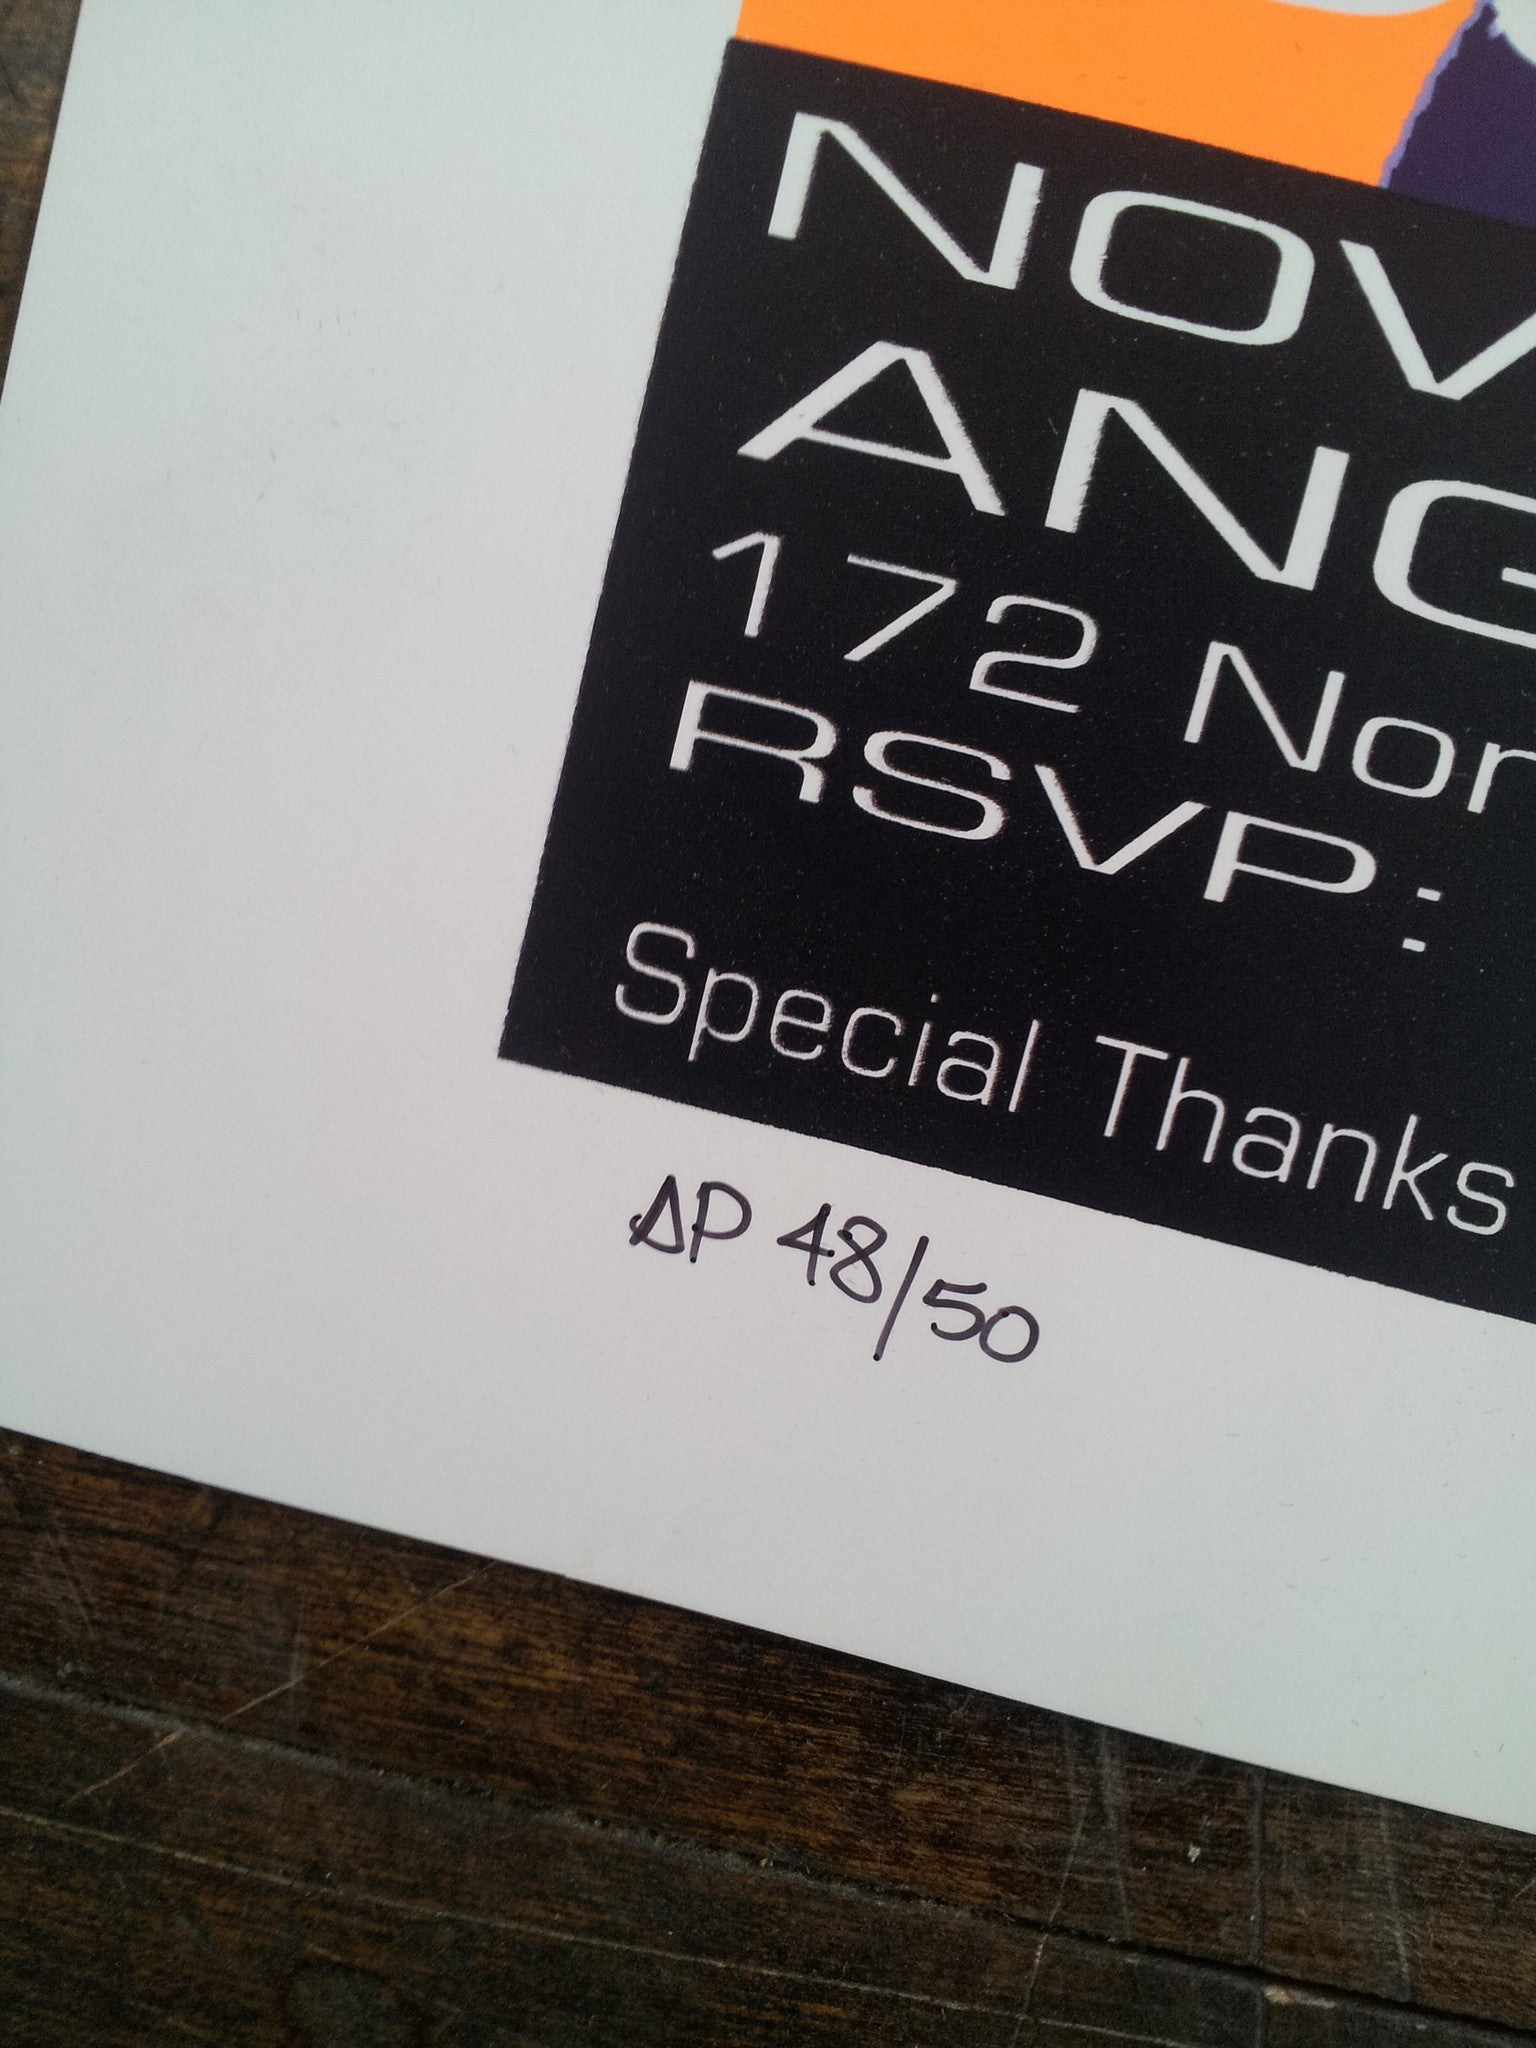 NOV
ANG
172 Nor
RSVP:
Special Thanks
AP 48/50